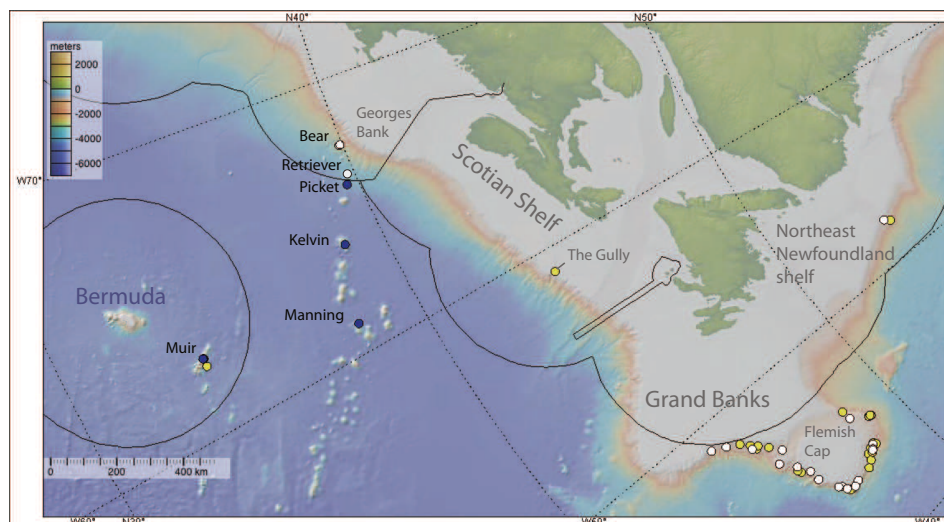 N40°
N50°
meters
2000
0
-2000
-4000
-6000
Georges
Bank
Bear
Retriever
Picket
W70°
Scotian Shelf
Kelvin
The Gully
Northeast
Newfoundland
shelf
Bermuda
Manning
Muir
Grand Banks
Flemish
Cap
0 200 400 km
W60°
N30°
W50°
W40°